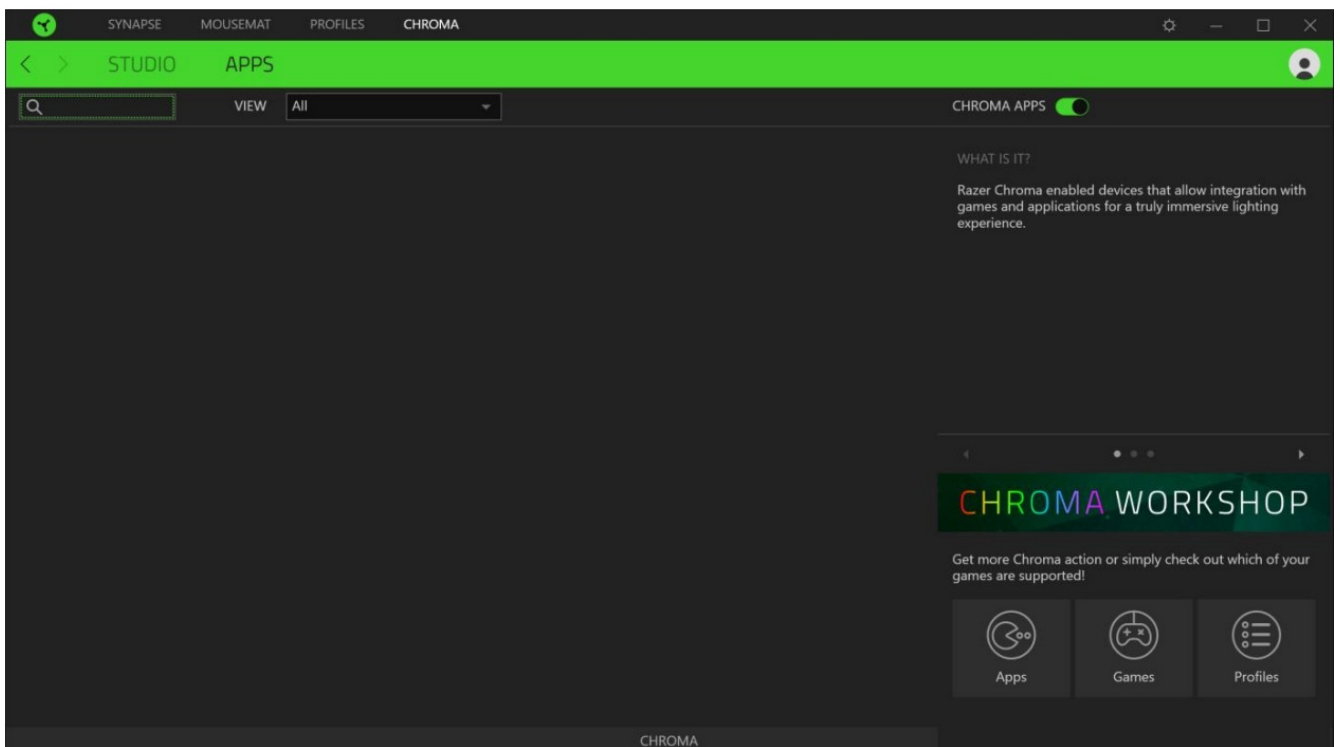 SYNAPSE MOUSEMAT PROFILES CHROMA
STUDIO APPS
VIEW All CHROMA APPS
WHAT IS IT?
Razer Chroma enabled devices that allow integration with
games and applications for a truly immersive lighting
experience.
CHROMA WORKSHOP
Get more Chroma action or simply check out which of your
games are supported!
Apps Games Profiles
CHROMA